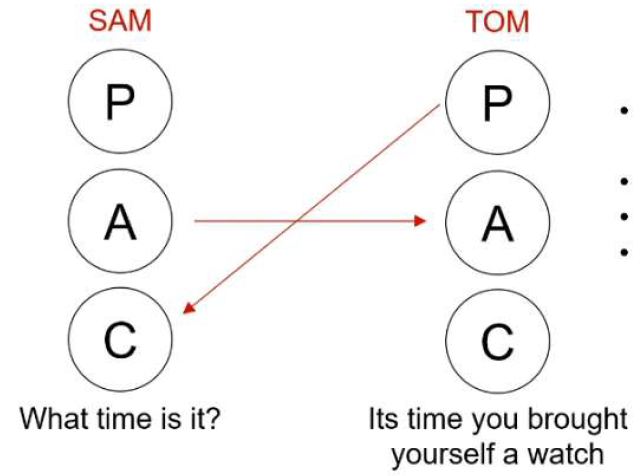 SAM
TOM
P
P
A
A
C
C
What time is it?
Its time you brought
yourself a watch